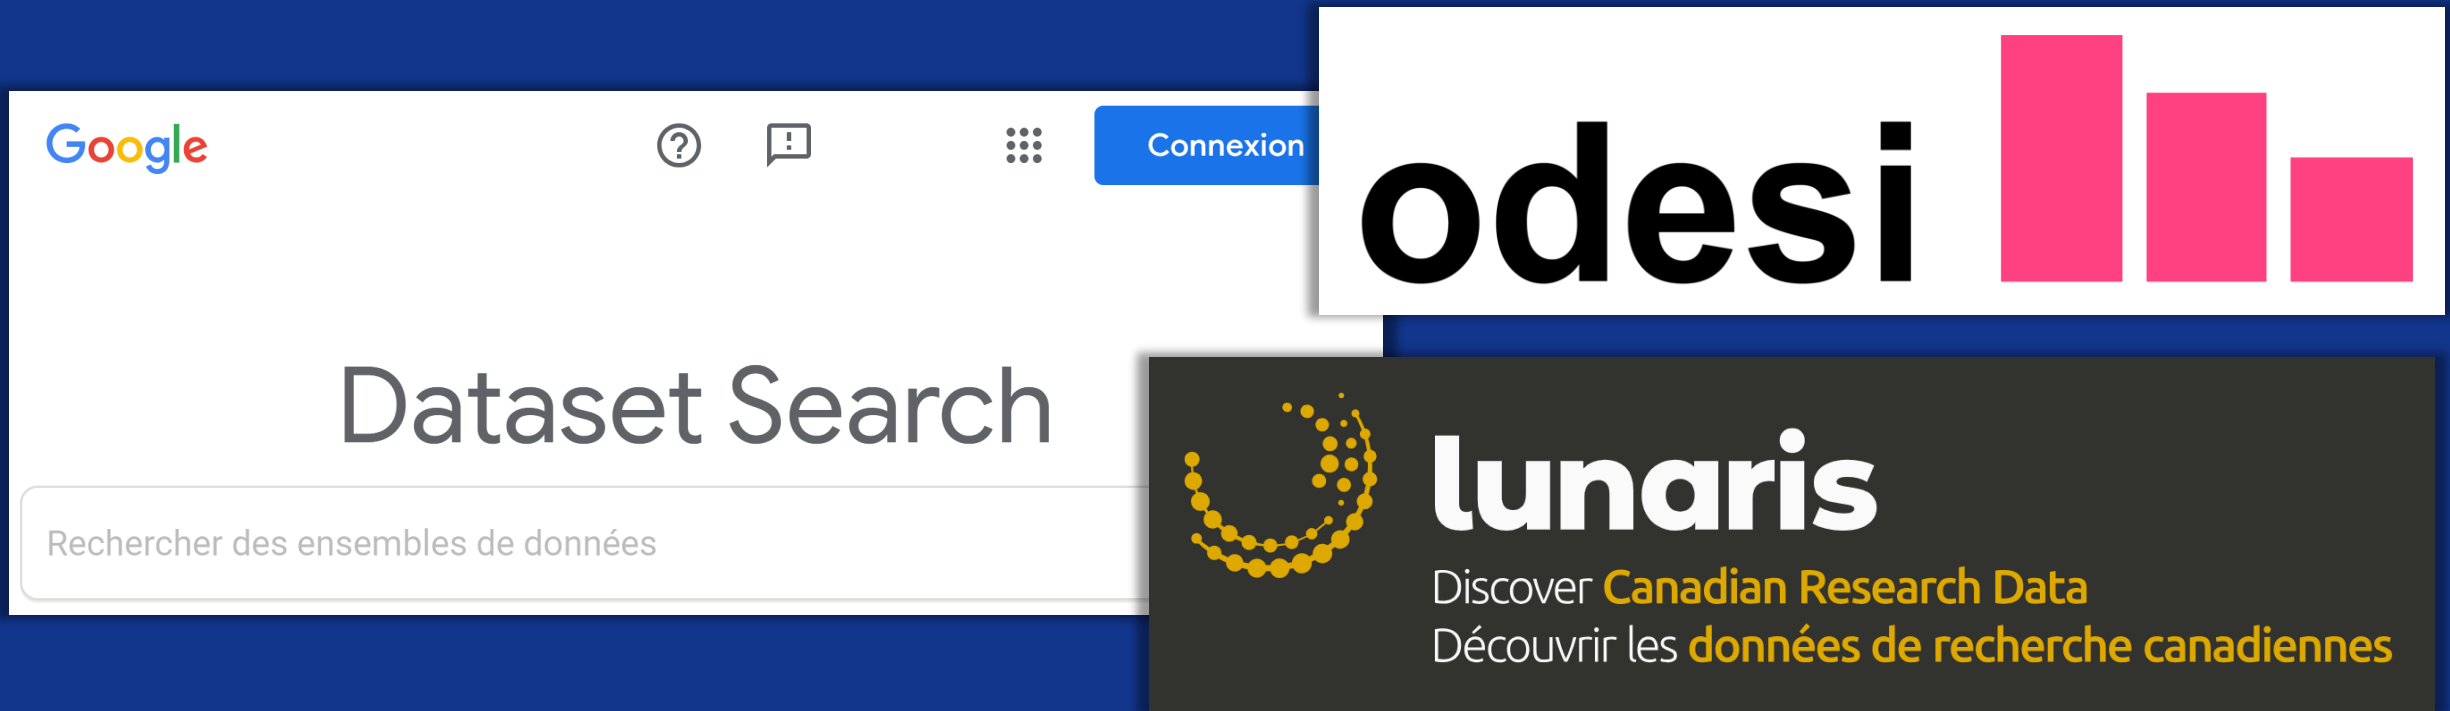 Google
Connexion
Dataset Search
Rechercher des ensembles de données
odesi
lunaris
Discover Canadian Research Data
Découvrir les données de recherche canadiennes